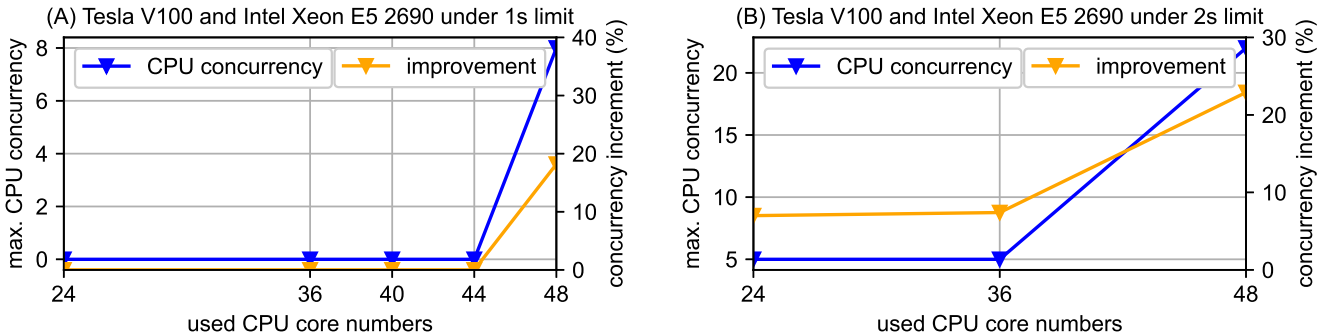 (A) Tesla V100 and Intel Xeon E5 2690 under 1s limit
max. CPU concurrency
8
6
4
2
0
CPU concurrency
improvement
40
30
20
10
0
concurrency increment (%)
24
36
40
44
48
used CPU core numbers
(B) Tesla V100 and Intel Xeon E5 2690 under 2s limit
max. CPU concurrency
20
15
10
5
CPU concurrency
improvement
30
20
10
0
concurrency increment (%)
24
36
48
used CPU core numbers